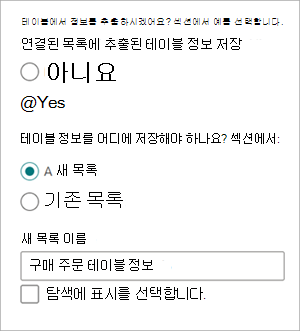 테이블에서 정보를 추출하시겠어요? 섹션에서 예를 선택합니다.
연결된 목록에 추출된 테이블 정보 저장
아니요
@Yes
테이블 정보를 어디에 저장해야 하나요? 섹션에서:
A 새 목록
기존 목록
새 목록 이름
구매 주문 테이블 정보
탐색에 표시를 선택합니다.